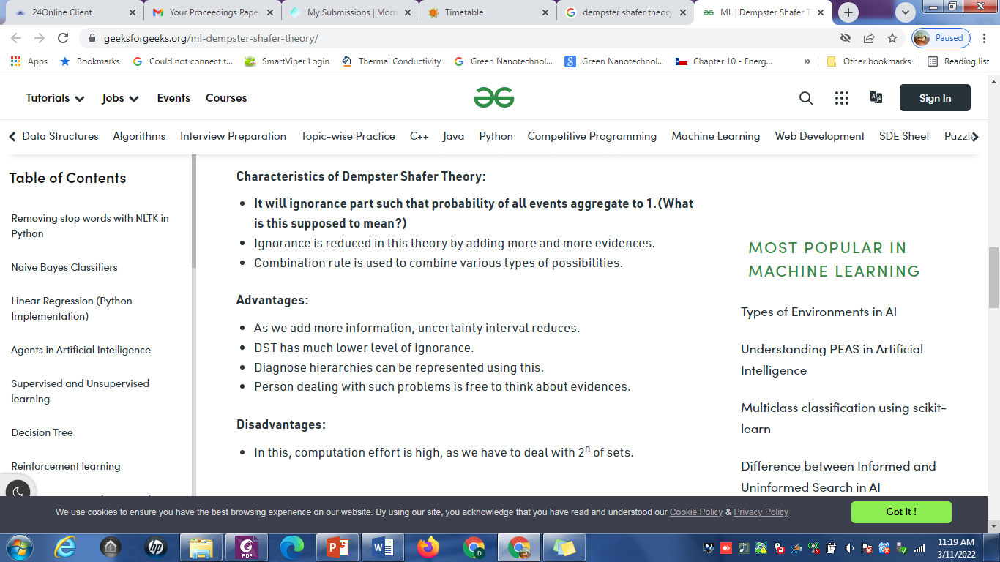 24Online Client
Your Proceedings Paper
My Submissions | Morr
Timetable
dempster shafer theory
ML | Dempster Shafer T
geeksforgeeks.org/ml-dempster-shafer-theory/
Paused
Apps
Bookmarks
Could not connect t...
SmartViper Login
Thermal Conductivity
Green Nanotechnol...
Green Nanotechnol...
Chapter 10 - Energ...
»
Other bookmarks
Reading list
Tutorials
Jobs
Events
Courses
Sign In
Data Structures
Algorithms
Interview Preparation
Topic-wise Practice
C++
Java
Python
Competitive Programming
Machine Learning
Web Development
SDE Sheet
Puzzle
Table of Contents
Removing stop words with NLTK in
Python
Naive Bayes Classifiers
Linear Regression (Python
Implementation)
Agents in Artificial Intelligence
Supervised and Unsupervised
learning
Decision Tree
Reinforcement learning
Characteristics of Dempster Shafer Theory:
• It will ignorance part such that probability of all events aggregate to 1.(What
is this supposed to mean?)
• Ignorance is reduced in this theory by adding more and more evidences.
• Combination rule is used to combine various types of possibilities.
Advantages:
• As we add more information, uncertainty interval reduces.
• DST has much lower level of ignorance.
• Diagnose hierarchies can be represented using this.
• Person dealing with such problems is free to think about evidences.
Disadvantages:
• In this, computation effort is high, as we have to deal with 2ⁿ of sets.
MOST POPULAR IN
MACHINE LEARNING
Types of Environments in AI
Understanding PEAS in Artificial
Intelligence
Multiclass classification using scikit-
learn
Difference between Informed and
Uninformed Search in AI
We use cookies to ensure you have the best browsing experience on our website. By using our site, you acknowledge that you have read and understood our Cookie Policy & Privacy Policy
Got It !
11:19 AM
3/11/2022